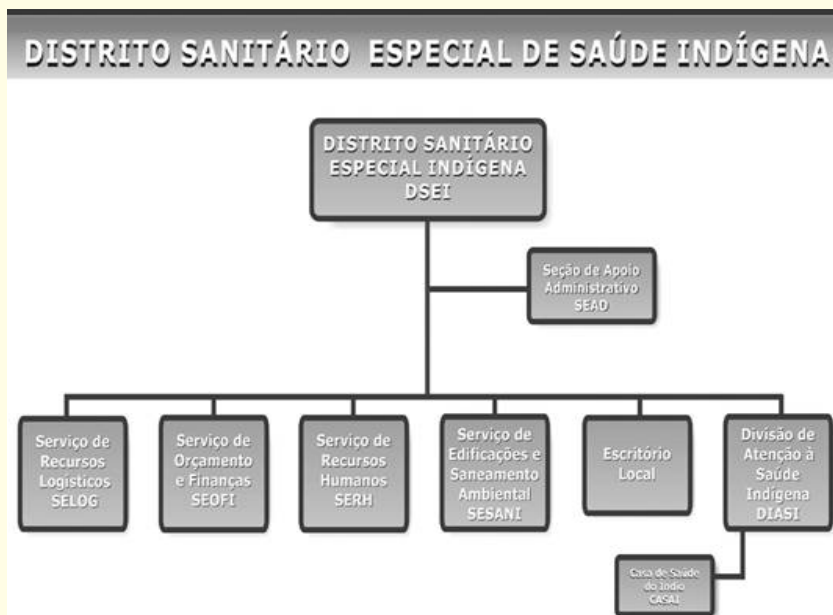 DISTRITO SANITÁRIO ESPECIAL DE SAÚDE INDÍGENA
DISTRITO SANITÁRIO
ESPECIAL INDÍGENA
DSEI
Seção de Apoio
Administrativo
SEAD
Serviço de
Recursos
Logísticos
SELOG
Serviço de
Orçamento
e Finanças
SEOFI
Serviço de
Recursos
Humanos
SERH
Serviço de
Edificações e
Saneamento
Ambiental
SESANI
Escritório
Local
Divisão de
Atenção à
Saúde
Indígena
DIASI
Casa de Saúde
do Índio
CASAI